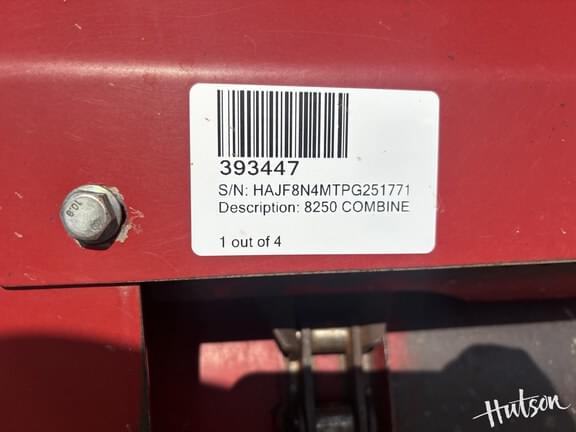 393447
S/N: HAJF8N4MTPG251771
Description: 8250 COMBINE
1 out of 4
10.9
Hutson